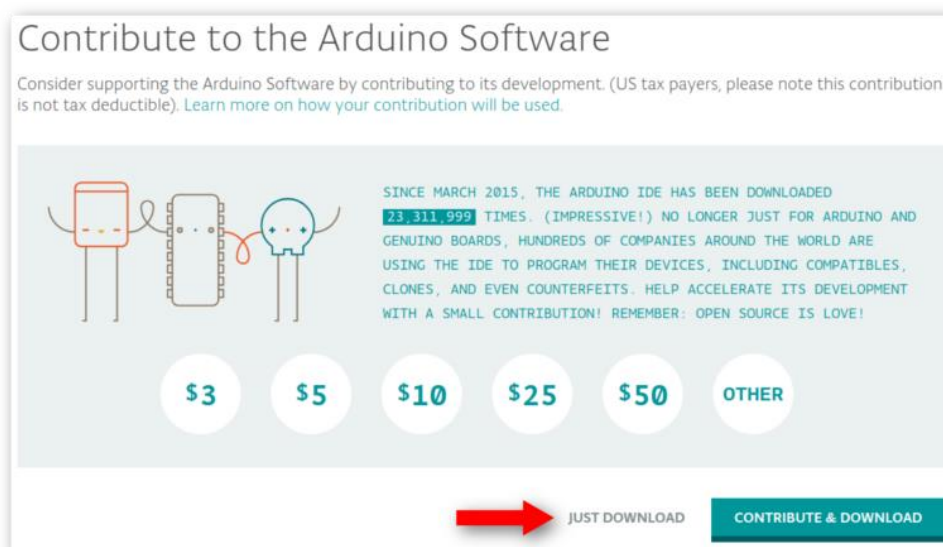 Contribute to the Arduino Software
Consider supporting the Arduino Software by contributing to its development. (US tax payers, please note this contribution
is not tax deductible). Learn more on how your contribution will be used.
SINCE MARCH 2015, THE ARDUINO IDE HAS BEEN DOWNLOADED
23,311,999 TIMES. (IMPRESSIVE!) NO LONGER JUST FOR ARDUINO AND
GENUINO BOARDS, HUNDREDS OF COMPANIES AROUND THE WORLD ARE
USING THE IDE TO PROGRAM THEIR DEVICES, INCLUDING COMPATIBLES,
CLONES, AND EVEN COUNTERFEITS. HELP ACCELERATE ITS DEVELOPMENT
WITH A SMALL CONTRIBUTION! REMEMBER: OPEN SOURCE IS LOVE!
$3 $5 $10 $25 $50 OTHER
JUST DOWNLOAD CONTRIBUTE & DOWNLOAD